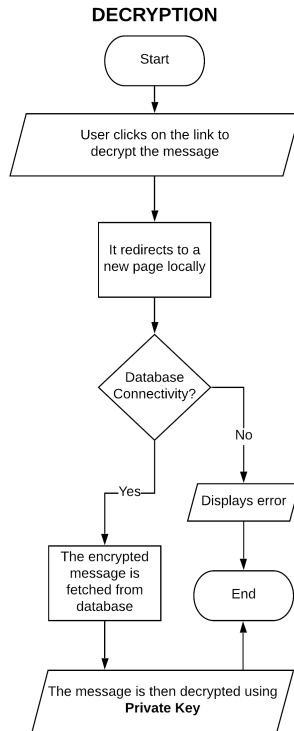 DECRYPTION
Start
User clicks on the link to
decrypt the message
It redirects to a
new page locally
Database
Connectivity?
No
Yes
Displays error
The encrypted
message is
fetched from
database
End
The message is then decrypted using
Private Key